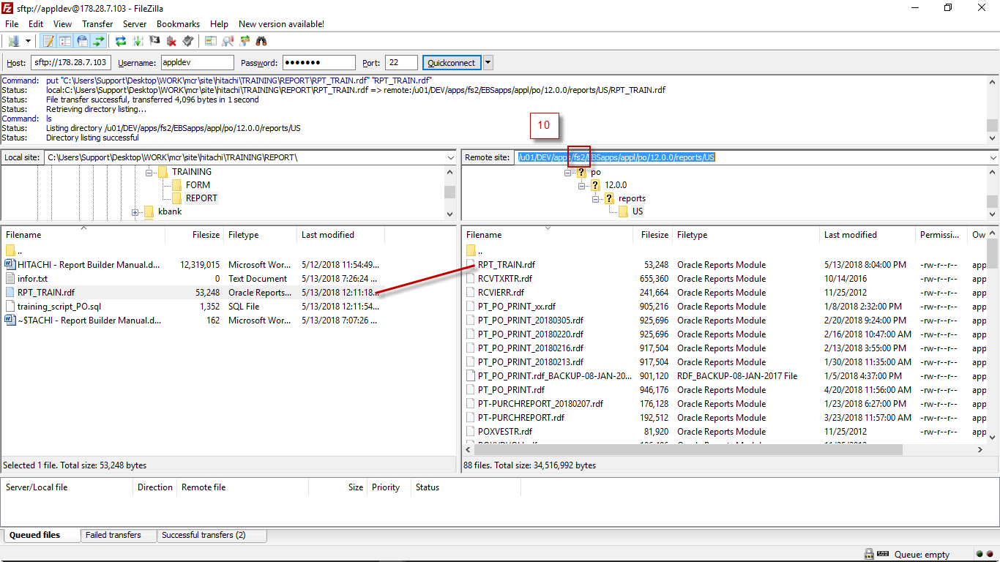 sftp://appldev@178.28.7.103 - FileZilla
File Edit View Transfer Server Bookmarks Help New version available!
Host: sftp://178.28.7.103 Username: appldev Password: ●●●●●●● Port: 22 Quickconnect
Command: put "C:\Users\Support\Desktop\WORK\mcr\site\hitachi\TRAINING\REPORT\RPT_TRAIN.rdf" "RPT_TRAIN.rdf"
Status: local:C:\Users\Support\Desktop\WORK\mcr\site\hitachi\TRAINING\REPORT\RPT_TRAIN.rdf => remote:/u01/DEV/apps/fs2/EBSapps/appl/po/12.0.0/reports/US/RPT_TRAIN.rdf
Status: File transfer successful, transferred 4,096 bytes in 1 second
Status: Retrieving directory listing...
Command: ls
Status: Listing directory /u01/DEV/apps/fs2/EBSapps/appl/po/12.0.0/reports/US
Status: Directory listing successful
10
Local site: C:\Users\Support\Desktop\WORK\mcr\site\hitachi\TRAINING\REPORT\
TRAINING
FORM
REPORT
kbank
Remote site: /u01/DEV/apps/fs2/EBSapps/appl/po/12.0.0/reports/US
po
12.0.0
reports
US
Filename Filesize Filetype Last modified
..
HITACHI - Report Builder Manual.d... 12,319,015 Microsoft Wor... 5/12/2018 11:54:49...
infor.txt 0 Text Document 5/13/2018 7:26:24 ...
RPT_TRAIN.rdf 53,248 Oracle Reports... 5/13/2018 12:11:18...
training_script_PO.sql 1,352 SQL File 5/13/2018 12:11:54...
~$TACHI - Report Builder Manual.d... 162 Microsoft Wor... 5/13/2018 7:07:26 ...
Selected 1 file. Total size: 53,248 bytes
Filename Filesize Filetype Last modified Permissi... Ow
..
RPT_TRAIN.rdf 53,248 Oracle Reports Module 5/13/2018 8:04:00 PM -rw-r--r-- app
RCVTXRTR.rdf 655,360 Oracle Reports Module 10/14/2016 -rw-r--r-- app
RCVIERR.rdf 241,664 Oracle Reports Module 11/25/2012 -rw-r--r-- app
PT_PO_PRINT_xx.rdf 905,216 Oracle Reports Module 1/8/2018 2:32:00 PM -rw-r--r-- app
PT_PO_PRINT_20180305.rdf 925,696 Oracle Reports Module 2/20/2018 9:24:00 PM -rw-r--r-- app
PT_PO_PRINT_20180220.rdf 925,696 Oracle Reports Module 2/16/2018 10:47:00 AM -rw-r--r-- app
PT_PO_PRINT_20180216.rdf 917,504 Oracle Reports Module 2/13/2018 3:55:00 PM -rw-r--r-- app
PT_PO_PRINT_20180213.rdf 917,504 Oracle Reports Module 1/30/2018 11:35:00 AM -rw-r--r-- app
PT_PO_PRINT.rdf_BACKUP-08-JAN-20... 901,120 RDF_BACKUP-08-JAN-2017 File 1/5/2018 4:37:00 PM -rw-r--r-- app
PT_PO_PRINT.rdf 946,176 Oracle Reports Module 4/20/2018 11:56:00 AM -rw-r--r-- app
PT-PURCHREPORT_20180207.rdf 176,128 Oracle Reports Module 1/23/2018 6:27:00 PM -rw-r--r-- app
PT-PURCHREPORT.rdf 192,512 Oracle Reports Module 3/23/2018 11:57:00 AM -rw-r--r-- app
POXVESTR.rdf 81,920 Oracle Reports Module 11/25/2012 -rw-r--r-- app
88 files. Total size: 34,516,992 bytes
Server/Local file Direction Remote file Size Priority Status
Queued files Failed transfers Successful transfers (2)
Queue: empty